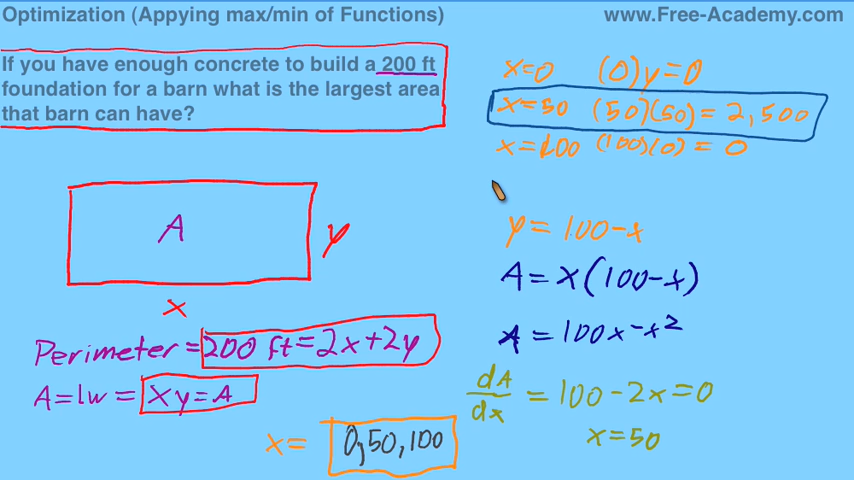 Optimization (Appying max/min of Functions)
www.Free-Academy.com
If you have enough concrete to build a 200 ft
foundation for a barn what is the largest area
that barn can have?
x=0 (0)y=0
x=50 (50)(50)=2,500
x=100 (100)(0)=0
A
y
x
Perimeter=200 ft=2x+2y
A=lw=xy=A
x= 0,50,100
y=100-x
A=x(100-x)
A=100x-x²
dA/dx=100-2x=0
x=50